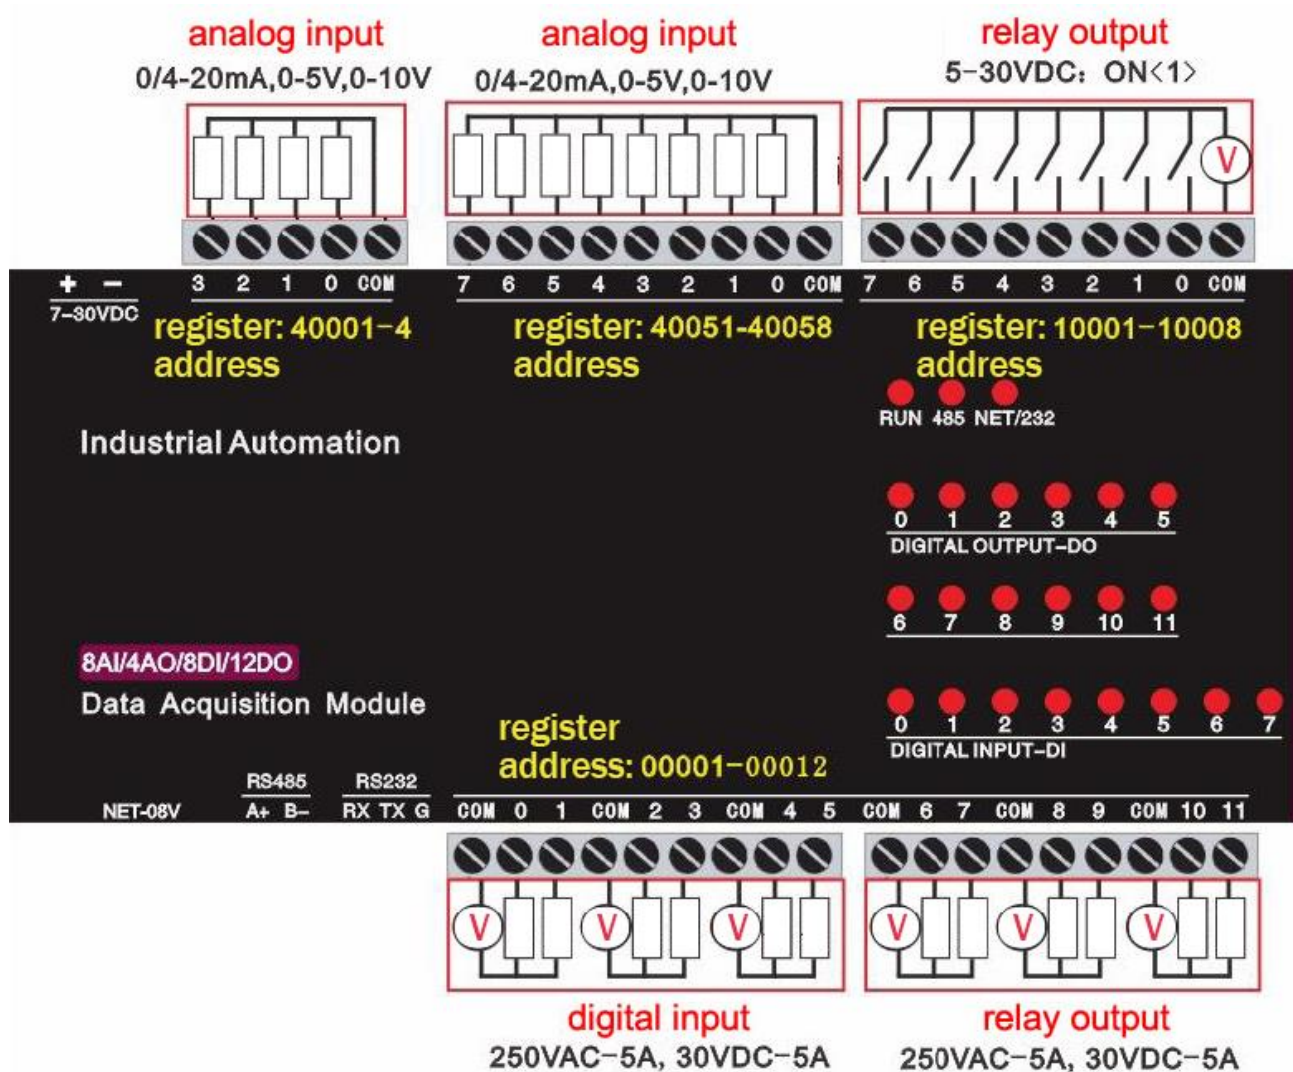 analog input
0/4-20mA,0-5V,0-10V
analog input
0/4-20mA,0-5V,0-10V
relay output
5-30VDC: ON<1>
V
+ −
7-30VDC
3 2 1 0 COM
7 6 5 4 3 2 1 0 COM
7 6 5 4 3 2 1 0 COM
register: 40001-4
address
register: 40051-40058
address
register: 10001-10008
address
RUN 485 NET/232
Industrial Automation
0 1 2 3 4 5
DIGITAL OUTPUT-DO
6 7 8 9 10 11
8AI/4AO/8DI/12DO
Data Acquisition Module
0 1 2 3 4 5 6 7
DIGITAL INPUT-DI
register
address: 00001-00012
NET-08V
RS485
A+ B-
RS232
RX TX G
COM 0 1 COM 2 3 COM 4 5
COM 6 7 COM 8 9 COM 10 11
V V V
V V V
digital input
250VAC-5A, 30VDC-5A
relay output
250VAC-5A, 30VDC-5A